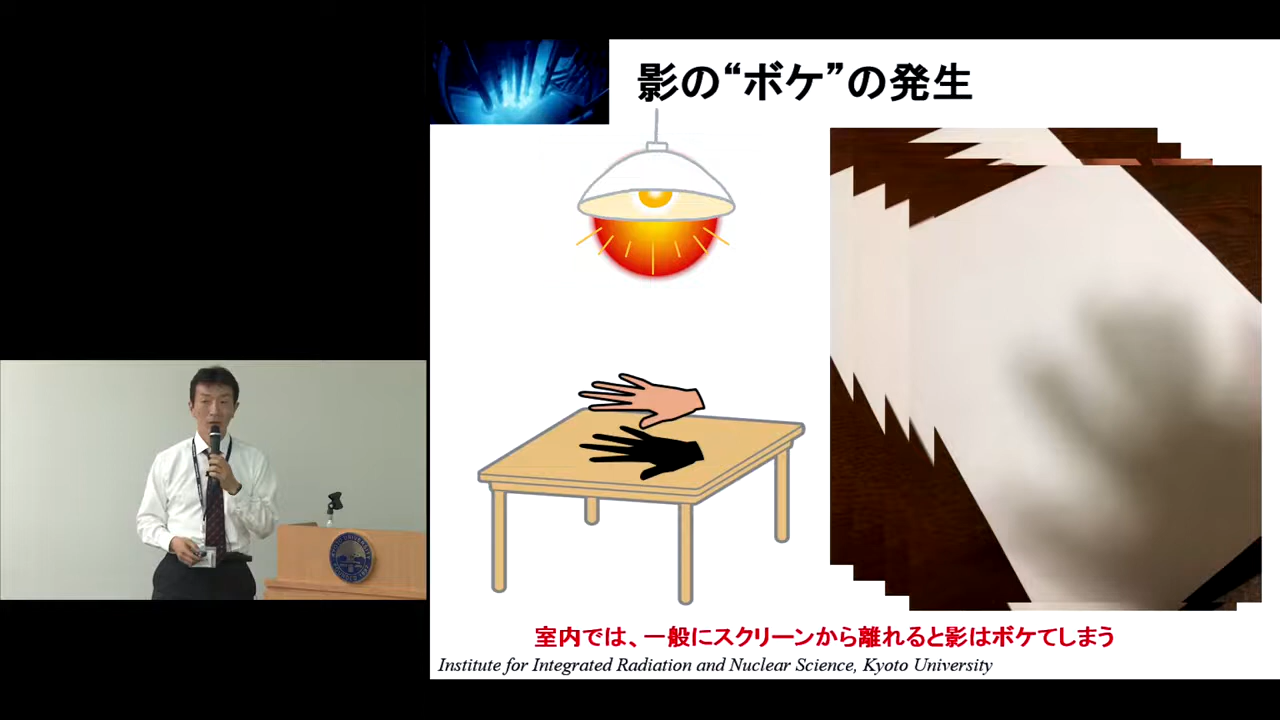 影の“ボケ”の発生
室内では、一般にスクリーンから離れると影はボケてしまう
Institute for Integrated Radiation and Nuclear Science, Kyoto University